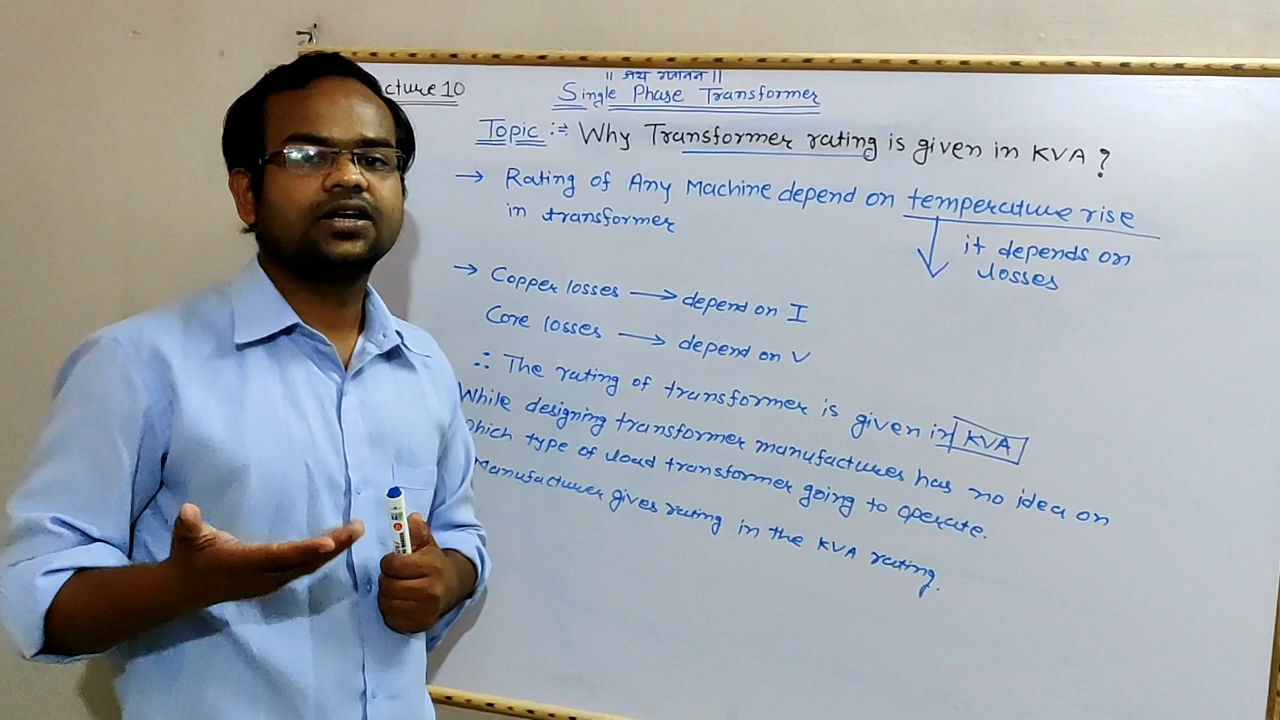 || जय गजानन ||
cture 10
Single Phase Transformer
Topic :⇒ Why Transformer rating is given in KVA ?
→ Rating of Any Machine depend on temperature rise
in transformer
it depends on
losses
→ Copper losses → depend on I
Core losses → depend on V
∴ The rating of transformer is given in KVA
While designing transformer manufactures has no idea on
which type of load transformer going to operate.
Manufacturer gives rating in the KVA rating.